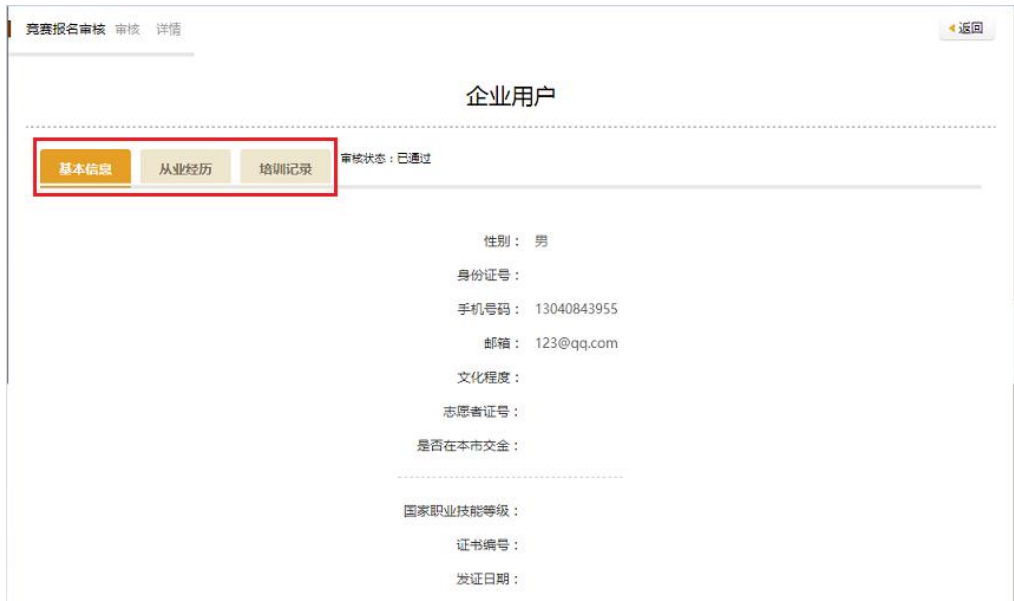 竞赛报名审核 审核 详情
返回
企业用户
基本信息 从业经历 培训记录 审核状态：已通过
性别： 男
身份证号：
手机号码： 13040843955
邮箱： 123@qq.com
文化程度：
志愿者证号：
是否在本市交金：
国家职业技能等级：
证书编号：
发证日期：